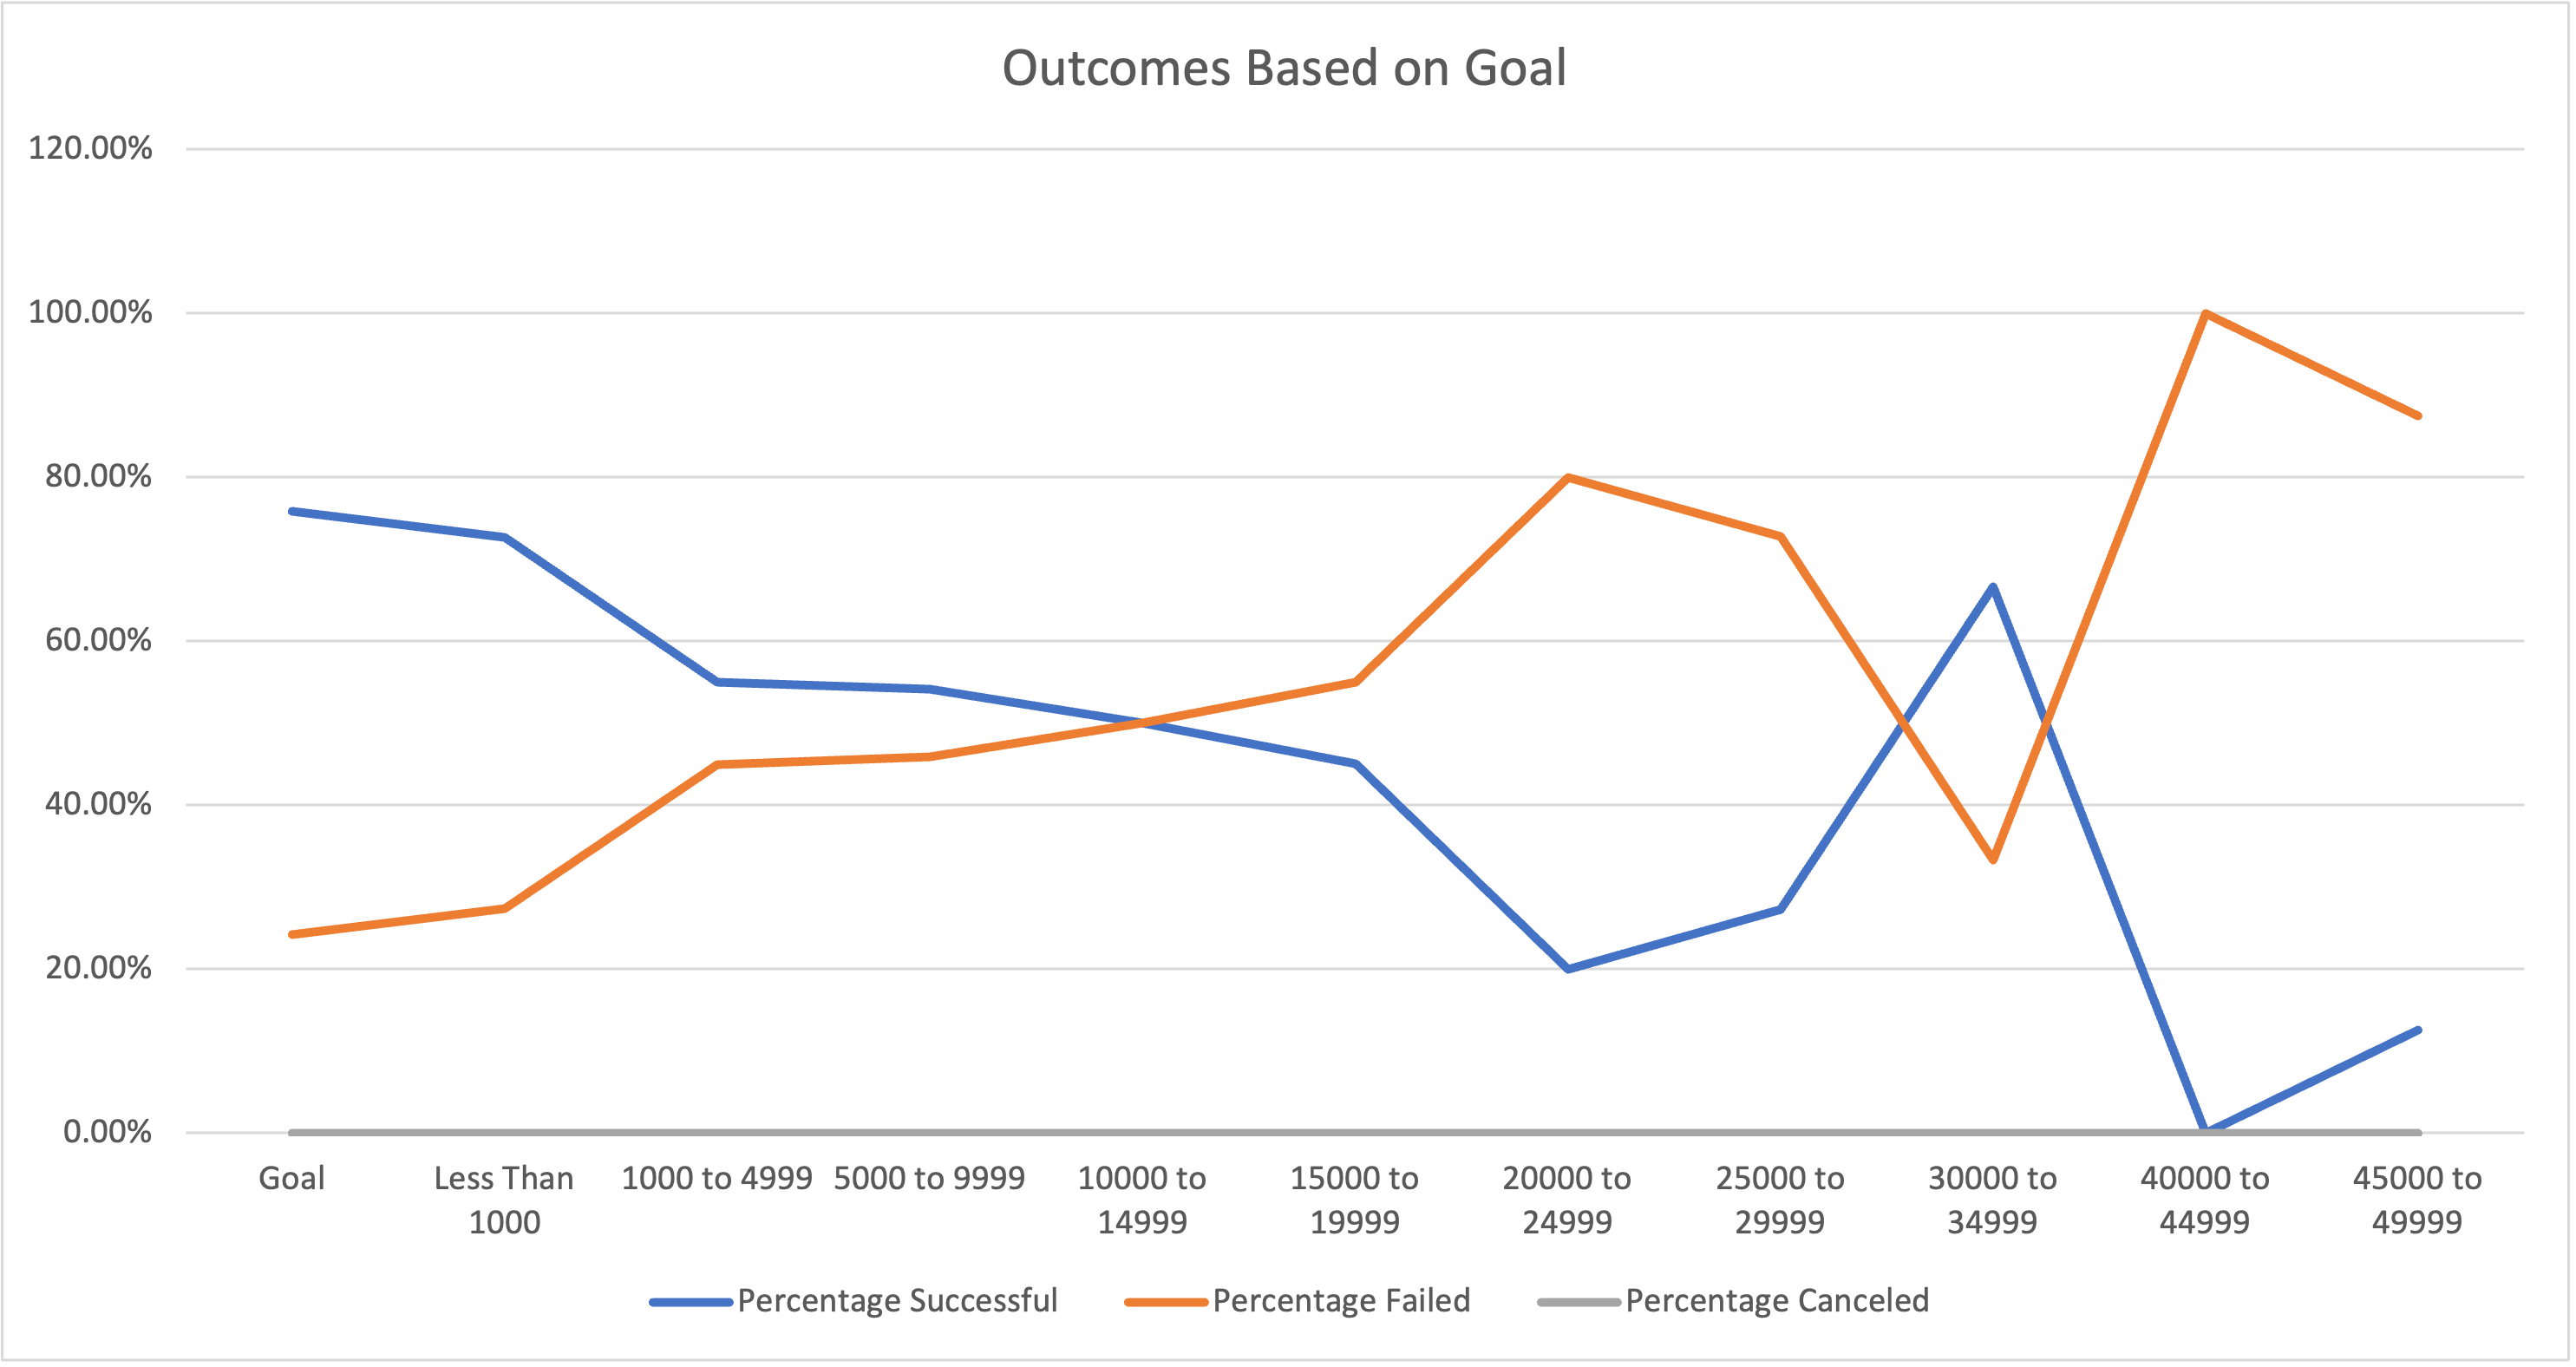 Outcomes Based on Goal
120.00%
100.00%
80.00%
60.00%
40.00%
20.00%
0.00%
Goal
Less Than
1000
1000 to 4999
5000 to 9999
10000 to
14999
15000 to
19999
20000 to
24999
25000 to
29999
30000 to
34999
40000 to
44999
45000 to
49999
Percentage Successful
Percentage Failed
Percentage Canceled